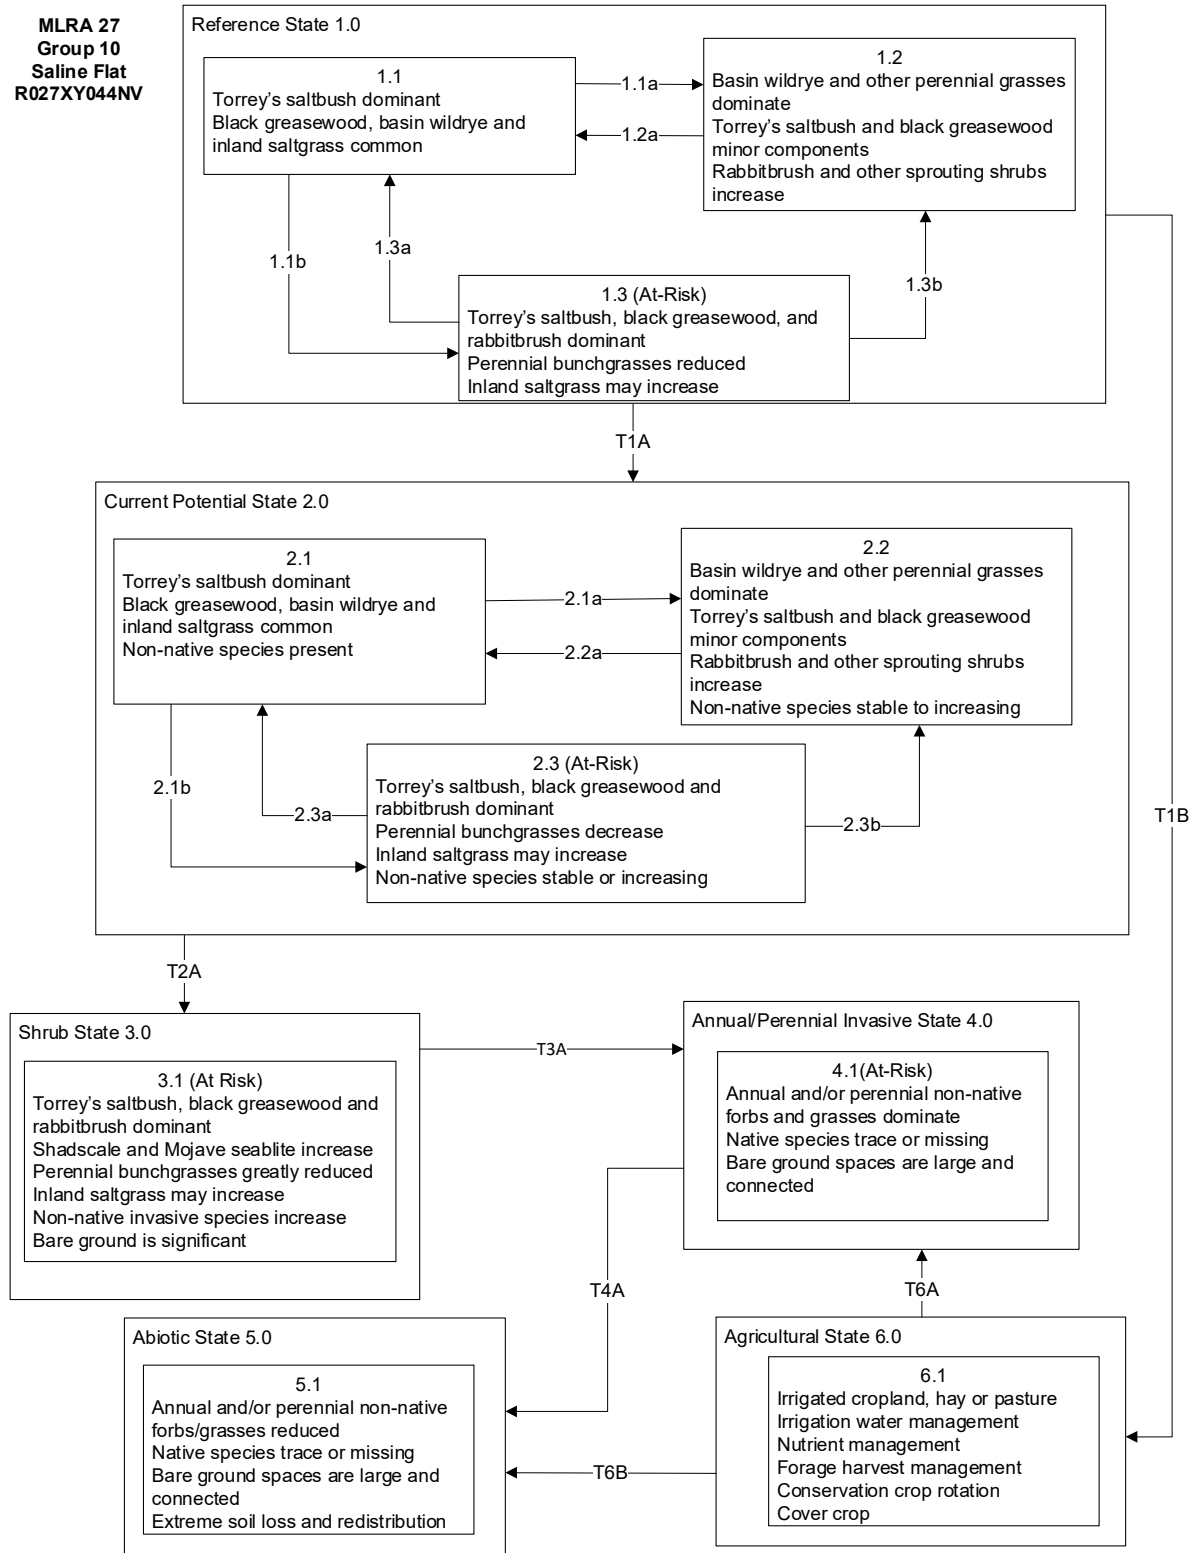 MLRA 27
Group 10
Saline Flat
R027XY044NV
Reference State 1.0
1.1
Torrey's saltbush dominant
Black greasewood, basin wildrye and
inland saltgrass common
1.1a
1.2a
1.2
Basin wildrye and other perennial grasses
dominate
Torrey's saltbush and black greasewood
minor components
Rabbitbrush and other sprouting shrubs
increase
1.1b
1.3a
1.3b
1.3 (At-Risk)
Torrey's saltbush, black greasewood, and
rabbitbrush dominant
Perennial bunchgrasses reduced
Inland saltgrass may increase
T1A
T1B
Current Potential State 2.0
2.1
Torrey's saltbush dominant
Black greasewood, basin wildrye and
inland saltgrass common
Non-native species present
2.1a
2.2a
2.2
Basin wildrye and other perennial grasses
dominate
Torrey's saltbush and black greasewood
minor components
Rabbitbrush and other sprouting shrubs
increase
Non-native species stable to increasing
2.1b
2.3a
2.3b
2.3 (At-Risk)
Torrey's saltbush, black greasewood and
rabbitbrush dominant
Perennial bunchgrasses decrease
Inland saltgrass may increase
Non-native species stable or increasing
T2A
Shrub State 3.0
3.1 (At Risk)
Torrey's saltbush, black greasewood and
rabbitbrush dominant
Shadscale and Mojave seablite increase
Perennial bunchgrasses greatly reduced
Inland saltgrass may increase
Non-native invasive species increase
Bare ground is significant
T3A
Annual/Perennial Invasive State 4.0
4.1(At-Risk)
Annual and/or perennial non-native
forbs and grasses dominate
Native species trace or missing
Bare ground spaces are large and
connected
T4A
T6A
Abiotic State 5.0
5.1
Annual and/or perennial non-native
forbs/grasses reduced
Native species trace or missing
Bare ground spaces are large and
connected
Extreme soil loss and redistribution
T6B
Agricultural State 6.0
6.1
Irrigated cropland, hay or pasture
Irrigation water management
Nutrient management
Forage harvest management
Conservation crop rotation
Cover crop